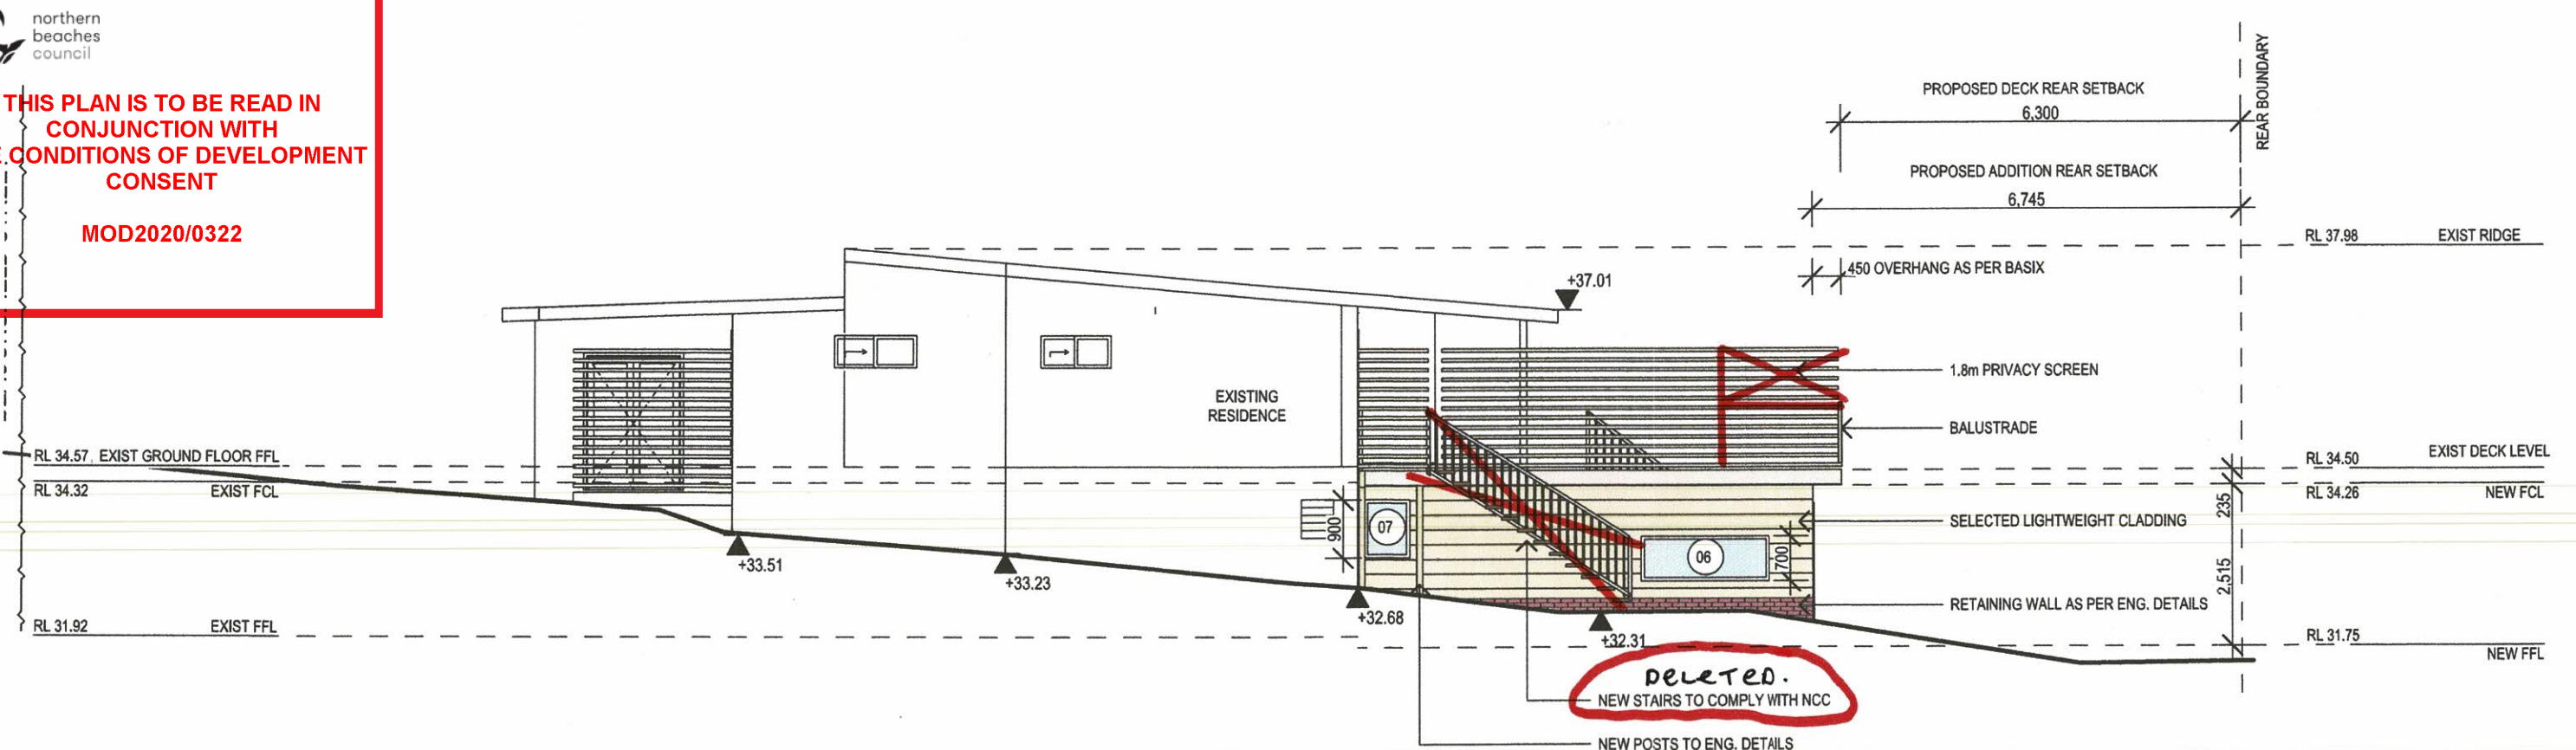 northern
beaches
council
THIS PLAN IS TO BE READ IN
CONJUNCTION WITH
CONDITIONS OF DEVELOPMENT
CONSENT
MOD2020/0322
REAR BOUNDARY
PROPOSED DECK REAR SETBACK
6,300
PROPOSED ADDITION REAR SETBACK
6,745
RL 37.98 EXIST RIDGE
450 OVERHANG AS PER BASIX
+37.01
1.8m PRIVACY SCREEN
EXISTING
RESIDENCE
BALUSTRADE
RL 34.57 EXIST GROUND FLOOR FFL
RL 34.50 EXIST DECK LEVEL
RL 34.32 EXIST FCL
RL 34.26 NEW FCL
235
900
07
SELECTED LIGHTWEIGHT CLADDING
06
700
+33.51
+33.23
2,515
RETAINING WALL AS PER ENG. DETAILS
+32.68
RL 31.92 EXIST FFL
+32.31
RL 31.75
NEW FFL
DELETED.
NEW STAIRS TO COMPLY WITH NCC
NEW POSTS TO ENG. DETAILS